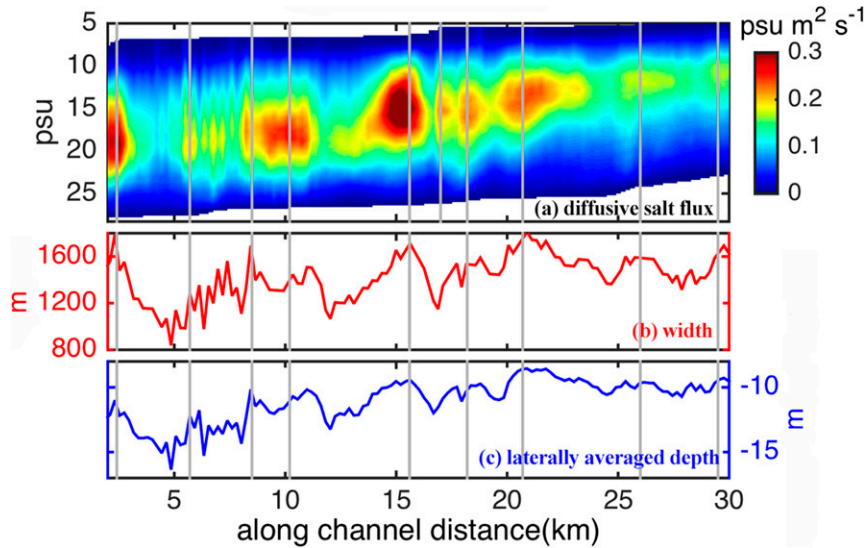 psu m² s⁻¹
5
10
15
20
25
psu
0.3
0.2
0.1
0
(a) diffusive salt flux
1600
1200
800
m
(b) width
-10
-15
m
(c) laterally averaged depth
5 10 15 20 25 30
along channel distance(km)